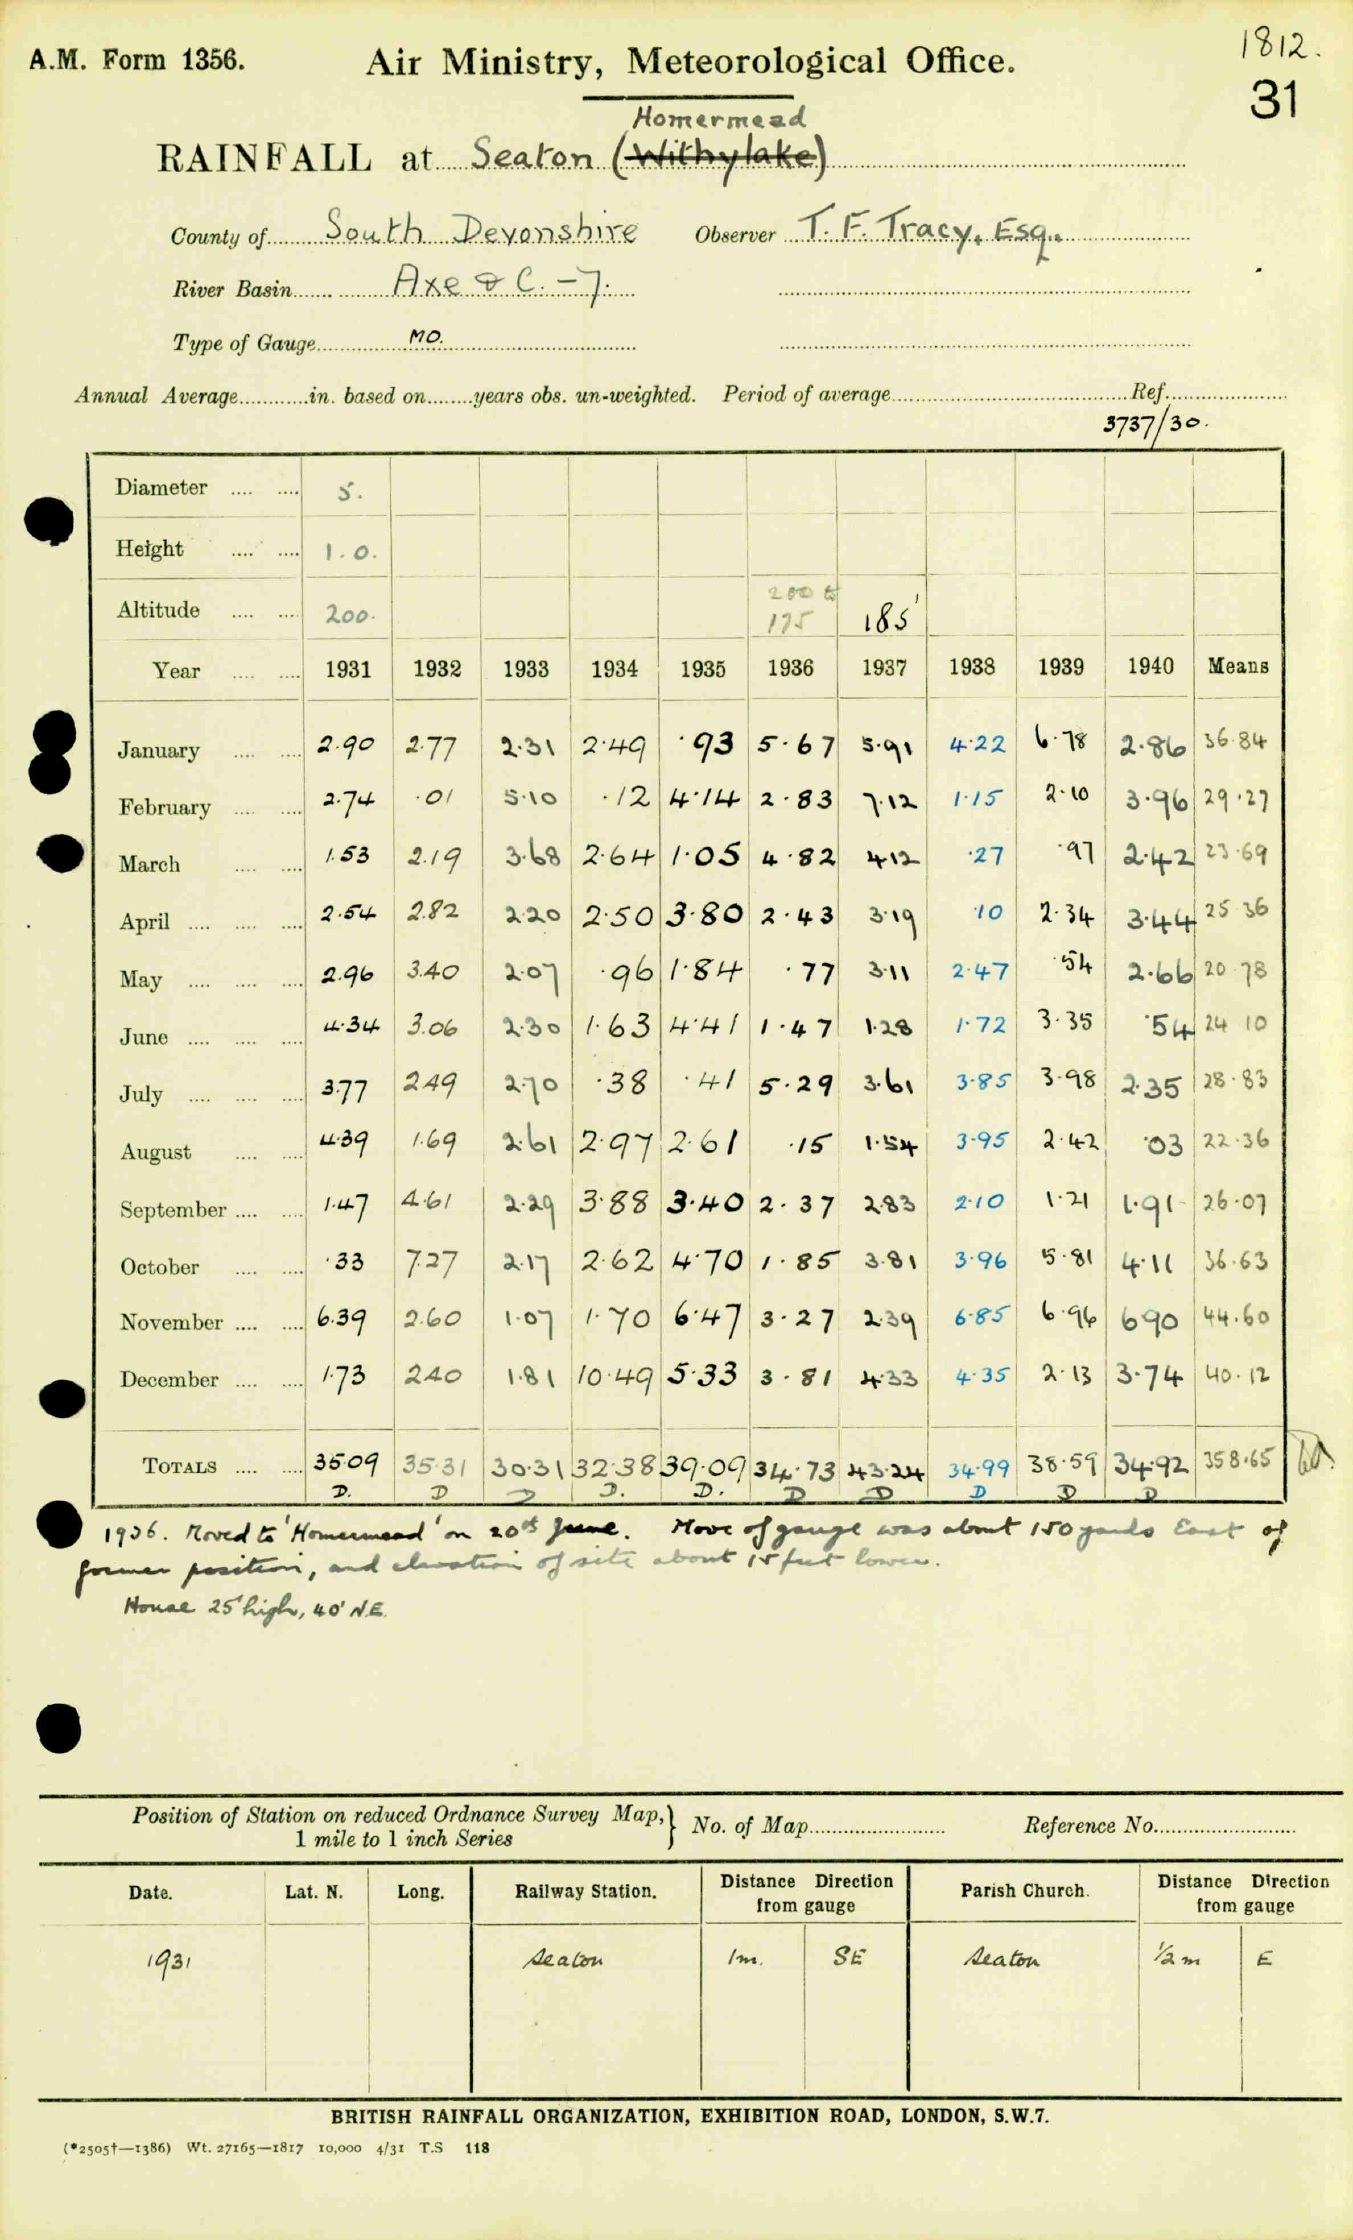 A.M. Form 1356.
Air Ministry, Meteorological Office.
1812.
31
Homermead
RAINFALL at Seaton (Withylake)
County of South Devonshire Observer T. F. Tracy, Esq.
River Basin Axe & C. - 7.
Type of Gauge MO.
Annual Average in. based on years obs. un-weighted. Period of average Ref.
3737/30.
Diameter 5.
Height 1.0.
Altitude 200. 200 to 175 185'
Year 1931 1932 1933 1934 1935 1936 1937 1938 1939 1940 Means
January 2.90 2.77 2.31 2.49 .93 5.67 5.91 4.22 6.78 2.86 36.84
February 2.74 .01 5.10 .12 4.14 2.83 7.12 1.15 2.10 3.96 29.27
March 1.53 2.19 3.68 2.64 1.05 4.82 4.12 .27 .97 2.42 23.69
April 2.54 2.82 2.20 2.50 3.80 2.43 3.19 .10 2.34 3.44 25.36
May 2.96 3.40 2.07 .96 1.84 .77 3.11 2.47 .54 2.66 20.78
June 4.34 3.06 2.30 1.63 4.41 1.47 1.28 1.72 3.35 .54 24.10
July 3.77 2.49 2.70 .38 .41 5.29 3.61 3.85 3.98 2.35 28.83
August 4.39 1.69 2.61 2.97 2.61 .15 1.54 3.95 2.42 .03 22.36
September 1.47 4.61 2.29 3.88 3.40 2.37 2.83 2.10 1.21 1.91 26.07
October .33 7.27 2.17 2.62 4.70 1.85 3.81 3.96 5.81 4.11 36.63
November 6.39 2.60 1.07 1.70 6.47 3.27 2.39 6.85 6.96 6.90 44.60
December 1.73 2.40 1.81 10.49 5.33 3.81 4.33 4.35 2.13 3.74 40.12
TOTALS 35.09 35.31 30.31 32.38 39.09 34.73 43.24 34.99 38.59 34.92 358.65
D. D D D. D. D D D D D
1936. Moved to 'Homermead' on 20th June. Move of gauge was about 150 yards East of
former position, and elevation of site about 15 feet lower.
House 25' high, 40' N.E.
Position of Station on reduced Ordnance Survey Map, } No. of Map Reference No.
1 mile to 1 inch Series
Date. Lat. N. Long. Railway Station. Distance Direction from gauge Parish Church. Distance Direction from gauge
1931 Seaton 1m. SE Seaton 1/2 m E
BRITISH RAINFALL ORGANIZATION, EXHIBITION ROAD, LONDON, S.W.7.
(*2505†—1386) Wt. 27165—1817 10,000 4/31 T.S 118